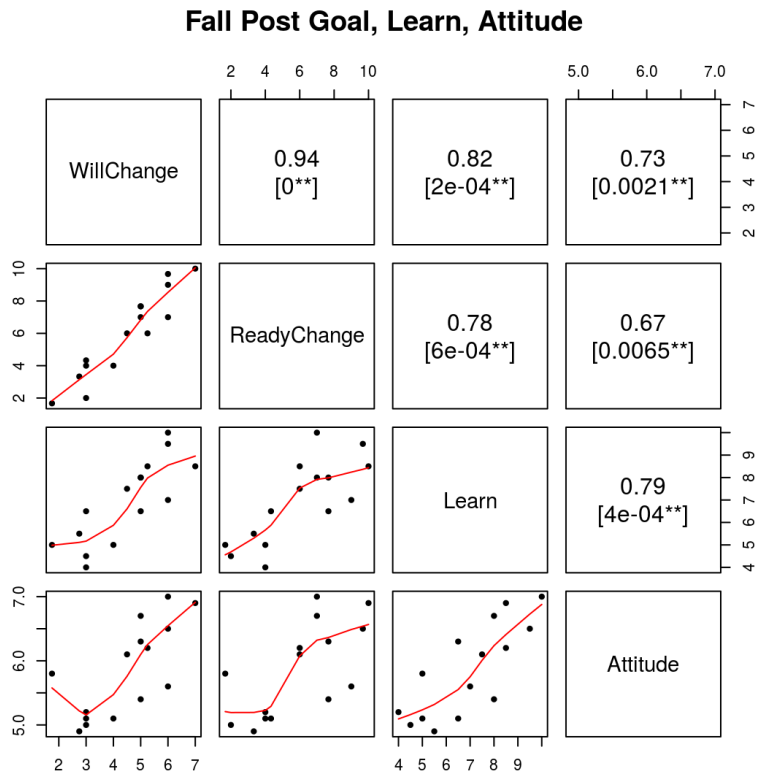 Fall Post Goal, Learn, Attitude
2 4 6 8 10
5.0 6.0 7.0
WillChange
0.94
[0**]
0.82
[2e-04**]
0.73
[0.0021**]
2 3 4 5 6 7
2 4 6 8 10
ReadyChange
0.78
[6e-04**]
0.67
[0.0065**]
Learn
0.79
[4e-04**]
4 5 6 7 8 9
5.0 6.0 7.0
Attitude
2 3 4 5 6 7
4 5 6 7 8 9